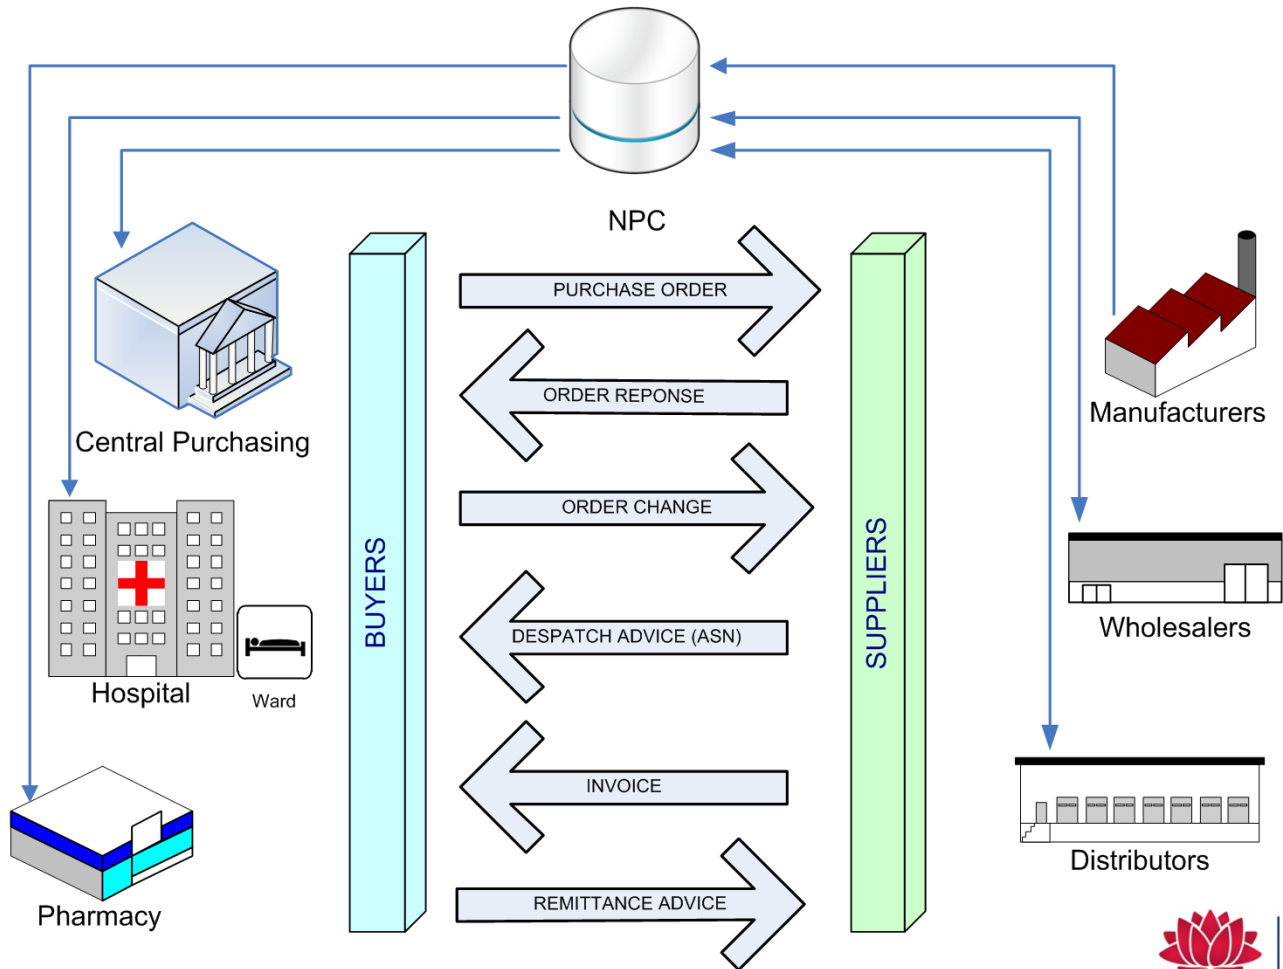 NPC
PURCHASE ORDER
ORDER REPONSE
ORDER CHANGE
DESPATCH ADVICE (ASN)
INVOICE
REMITTANCE ADVICE
BUYERS
SUPPLIERS
Central Purchasing
Hospital
Ward
Pharmacy
Manufacturers
Wholesalers
Distributors